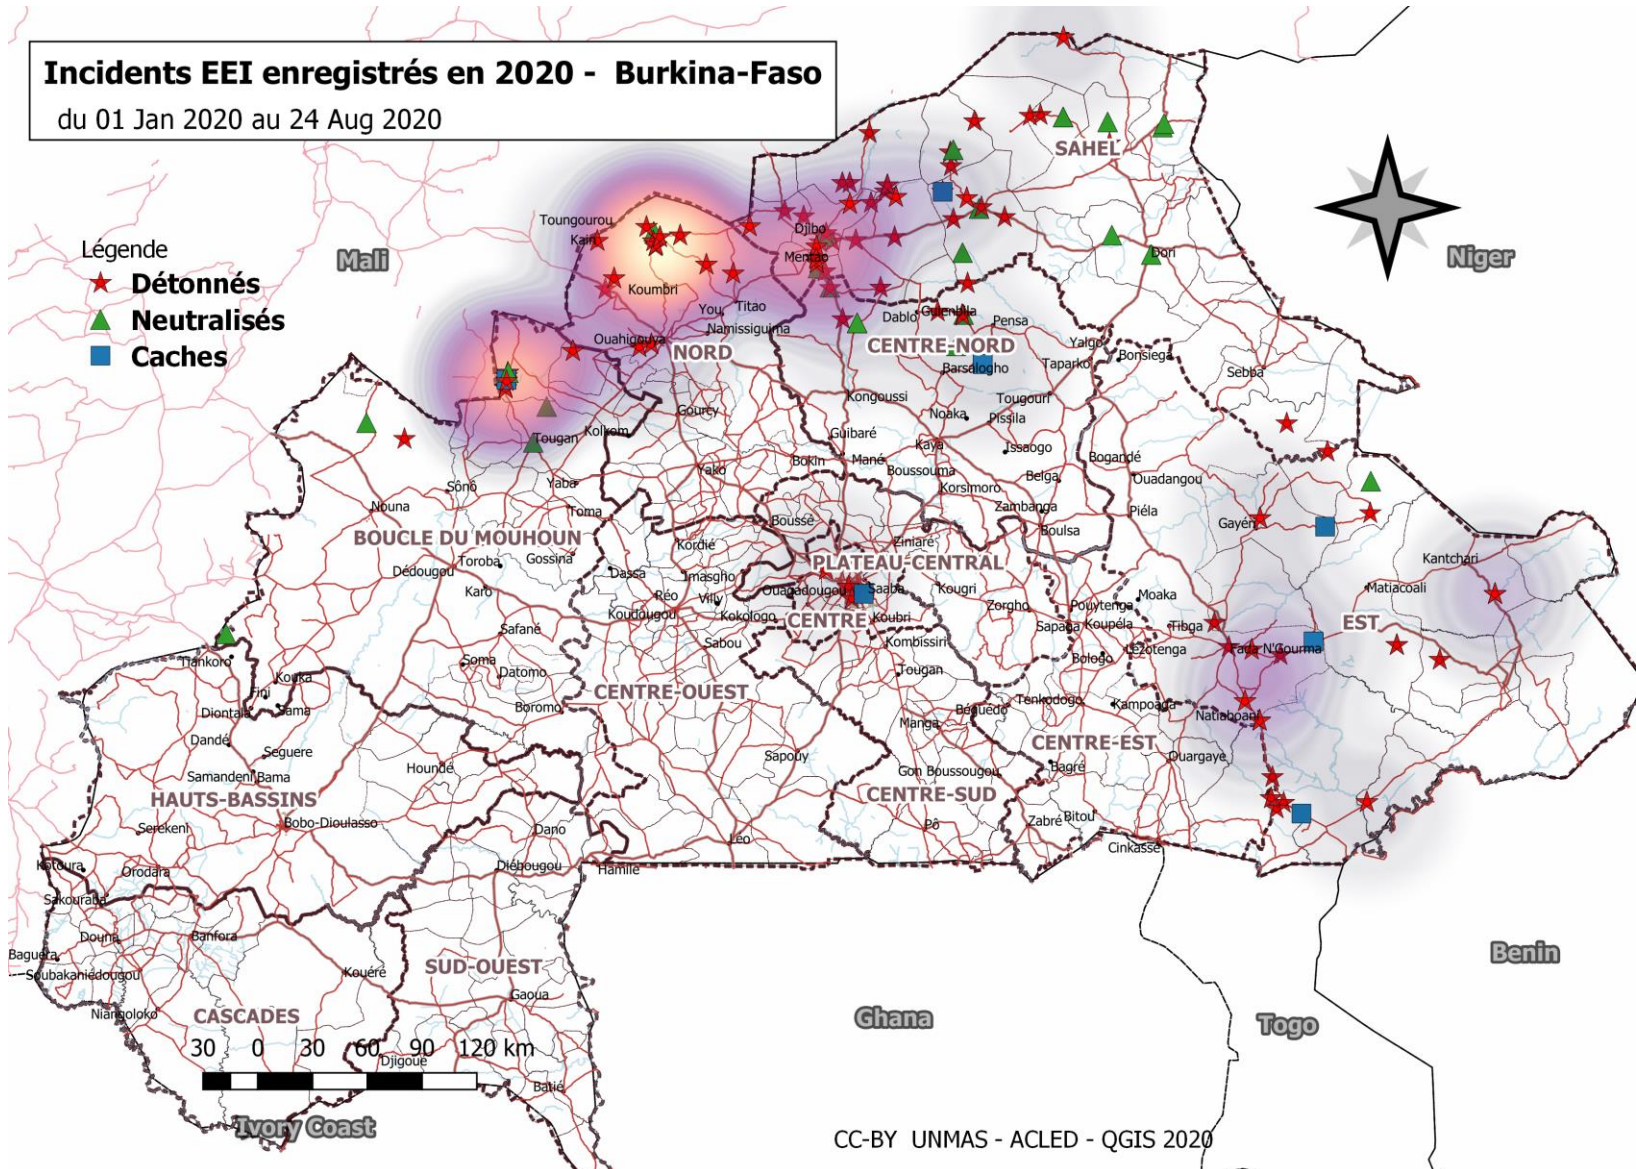 Incidents EEI enregistrés en 2020 - Burkina-Faso
du 01 Jan 2020 au 24 Aug 2020
Légende
Détonnés
Neutralisés
Caches
Mali
Niger
SAHEL
Toungourou
Kain
Djibo
Mentao
Dori
Koumbri
You
Titao
Dablo
Pensa
Ouahigouya
Namissiguima
NORD
CENTRE-NORD
Yalgo
Bonsiega
Barsalogho
Taparko
Sebba
Kongoussi
Tougouri
Gourcy
Noaka
Pissila
Tougan
Kolkom
Guibaré
Kaya
Issaogo
Mané
Bokin
Boussouma
Bogandé
Yako
Belga
Ouadangou
Sônô
Yaba
Korsimoro
Zambanga
Nouna
Toma
Piéla
Boussé
Boulsa
Gayéri
BOUCLE DU MOUHOUN
Kordié
Ziniaré
Gossina
Toroba
PLATEAU-CENTRAL
Kantchari
Dédougou
Dassa
Imasgho
Karo
Réo
Villy
Ouagadougou
Saaba
Kougri
Matiacoali
Moaka
Zorgho
Pouytenga
Koudougou
Kokologo
CENTRE
Koubri
Safané
Sapaga
Koupéla
Tibga
EST
Sabou
Kombissiri
Lezotenga
Fada N'Gourma
Tiankoro
Soma
Datomo
Bologo
Tougan
Kouka
CENTRE-OUEST
Fini
Sama
Diontala
Boromo
Béguédo
Tenkodogo
Kampoaga
Natiaboani
Manga
Dandé
Seguere
CENTRE-EST
Sapouy
Ouargaye
Samandeni
Bama
Houndé
Gon Boussougou
Bagré
HAUTS-BASSINS
CENTRE-SUD
Serekeni
Bobo-Dioulasso
Dano
Pô
Zabré
Bitou
Léo
Cinkassé
Kotoura
Orodara
Diébougou
Hamile
Sakouraba
Douna
Banfora
Baguéra
Soubakaniédougou
Kouéré
SUD-OUEST
Gaoua
Niangoloko
CASCADES
Benin
Ghana
Togo
30 0 30 60 90 120 km
Djigoue
Batié
Ivory Coast
CC-BY UNMAS - ACLED - QGIS 2020